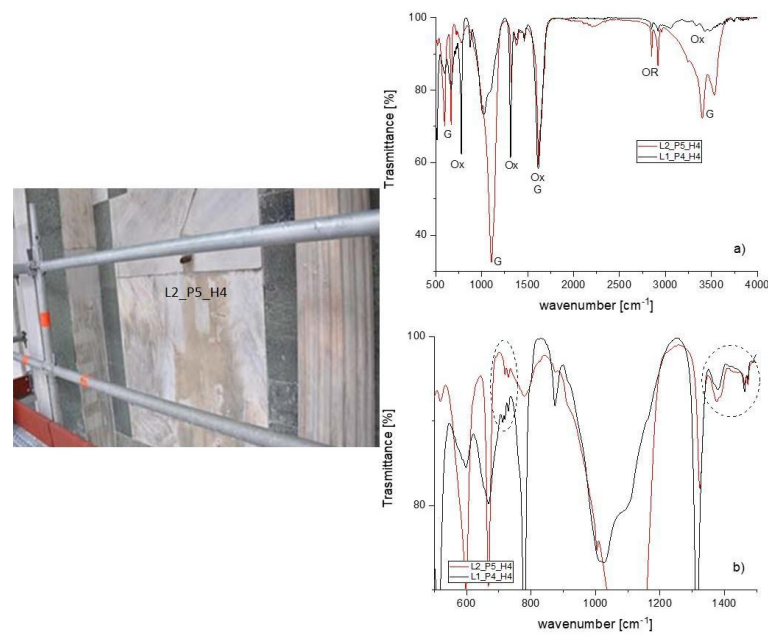 L2_P5_H4
100
80
60
40
Trasmittance [%]
Ox
OR
G
G
Ox
Ox
Ox
G
G
L2_P5_H4
L1_P4_H4
a)
500 1000 1500 2000 2500 3000 3500 4000
wavenumber [cm⁻¹]
100
80
Trasmittance [%]
L2_P5_H4
L1_P4_H4
b)
600 800 1000 1200 1400
wavenumber [cm⁻¹]